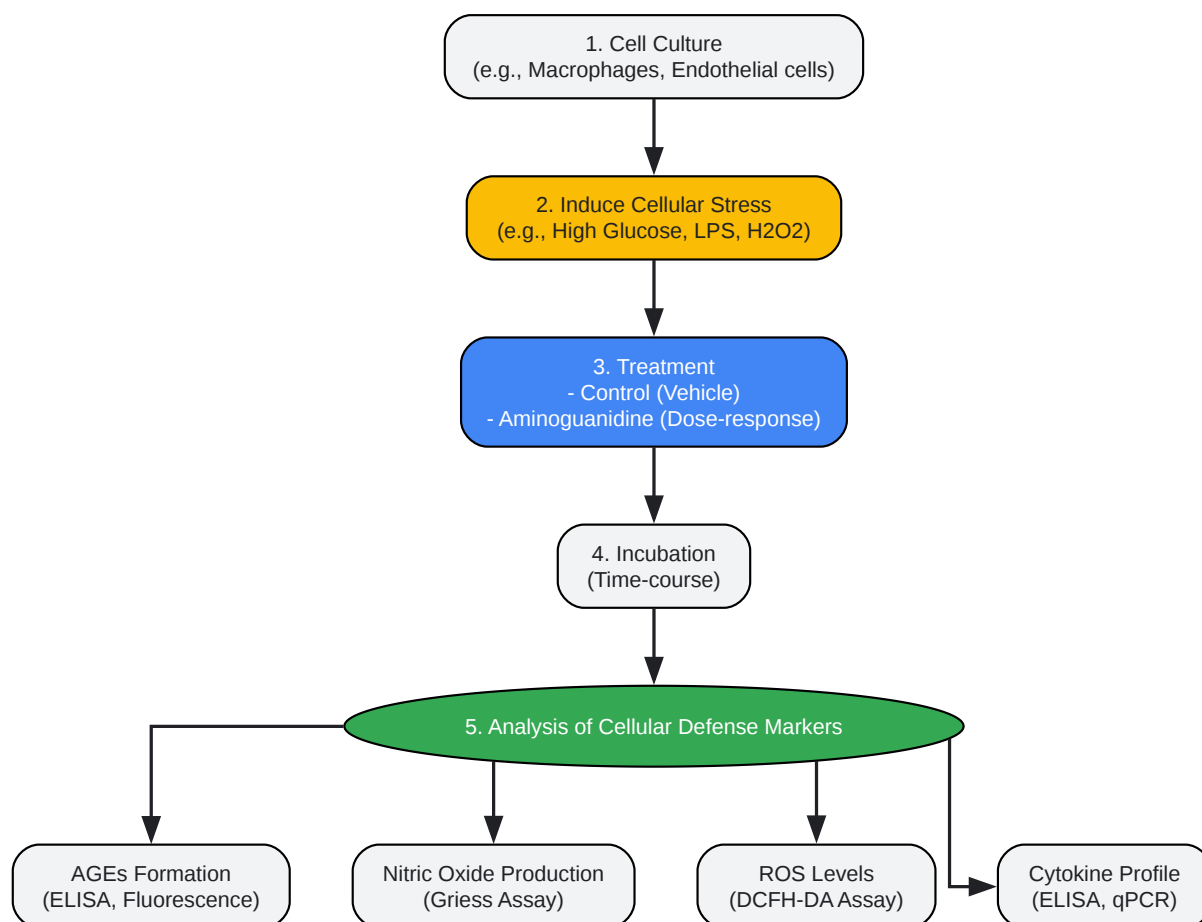 1. Cell Culture
(e.g., Macrophages, Endothelial cells)
2. Induce Cellular Stress
(e.g., High Glucose, LPS, H2O2)
3. Treatment
- Control (Vehicle)
- Aminoguanidine (Dose-response)
4. Incubation
(Time-course)
5. Analysis of Cellular Defense Markers
AGEs Formation
(ELISA, Fluorescence)
Nitric Oxide Production
(Griess Assay)
ROS Levels
(DCFH-DA Assay)
Cytokine Profile
(ELISA, qPCR)